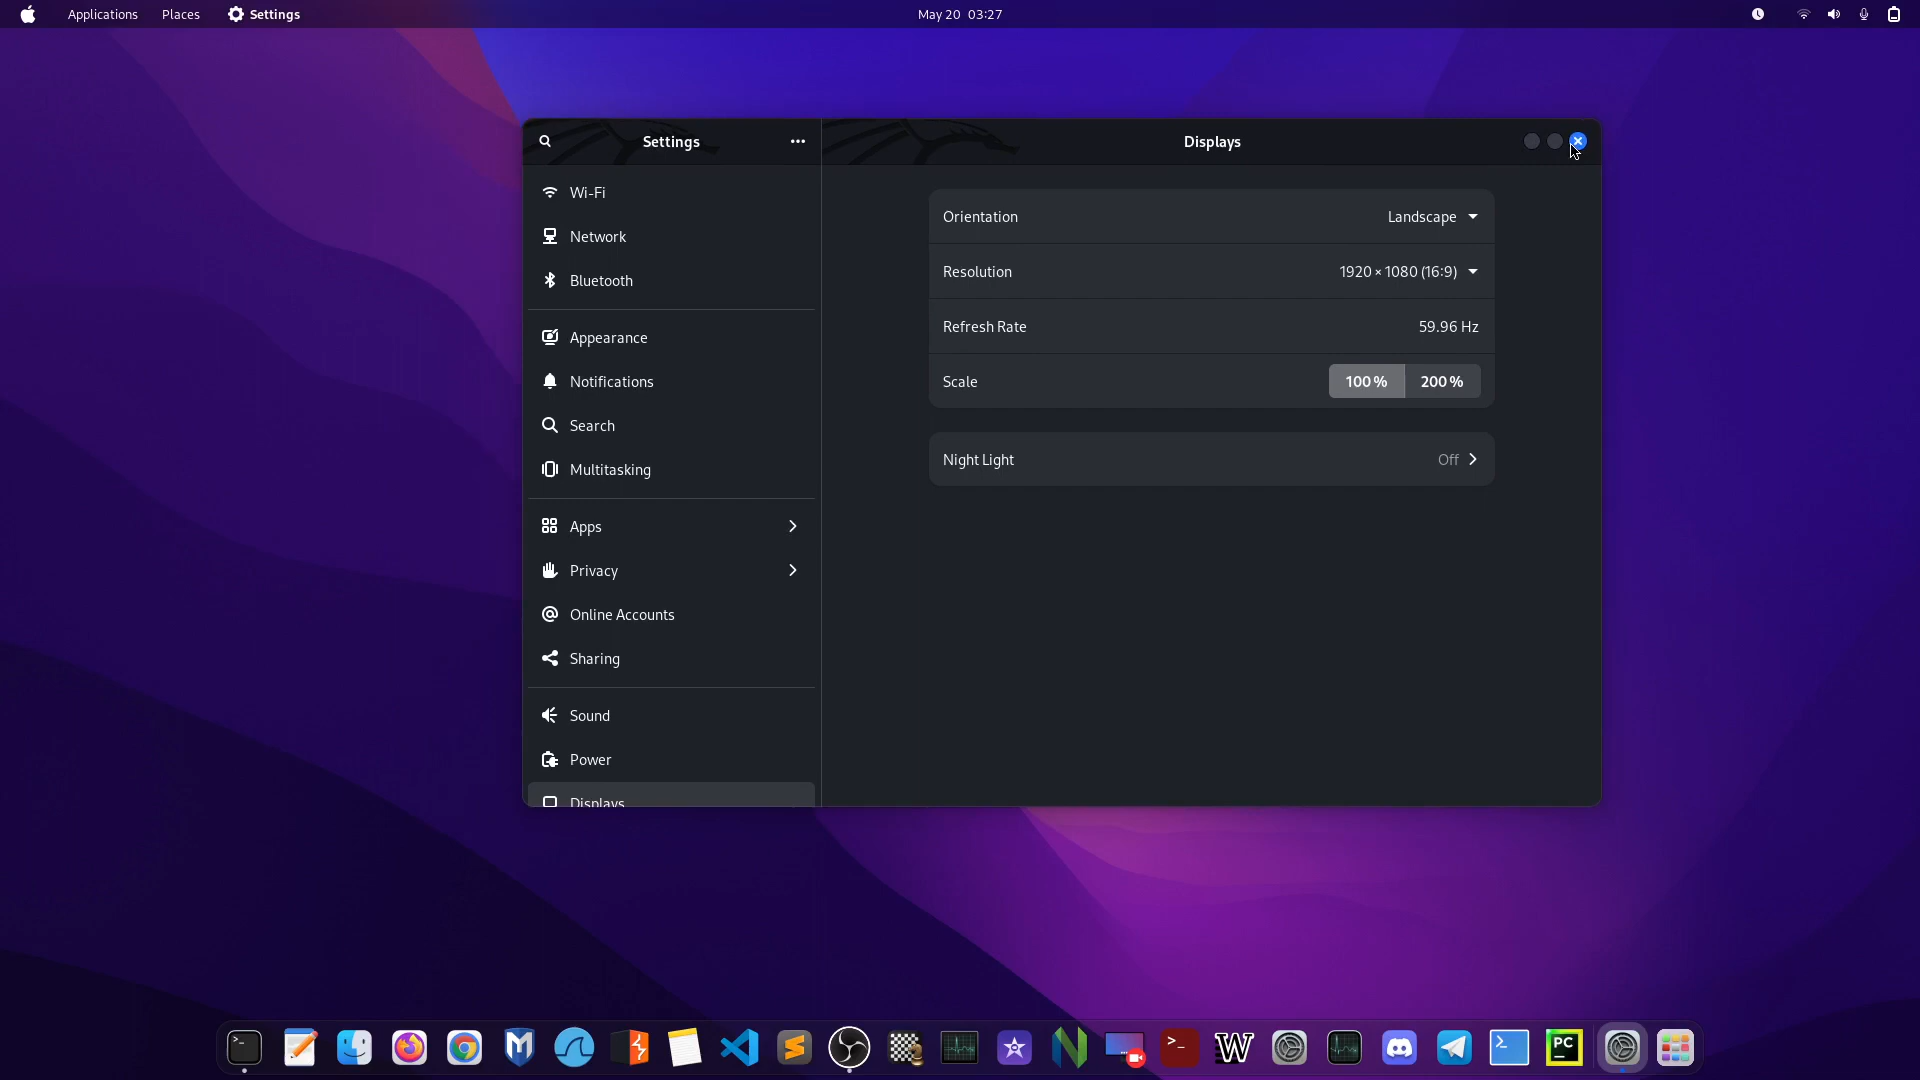 Applications Places Settings May 20 03:27
Settings
Displays
Wi-Fi
Network
Bluetooth
Appearance
Notifications
Search
Multitasking
Apps
Privacy
Online Accounts
Sharing
Sound
Power
Displays
Orientation Landscape
Resolution 1920 × 1080 (16:9)
Refresh Rate 59.96 Hz
Scale 100 % 200 %
Night Light Off
>_ M N >_ W >_ PC